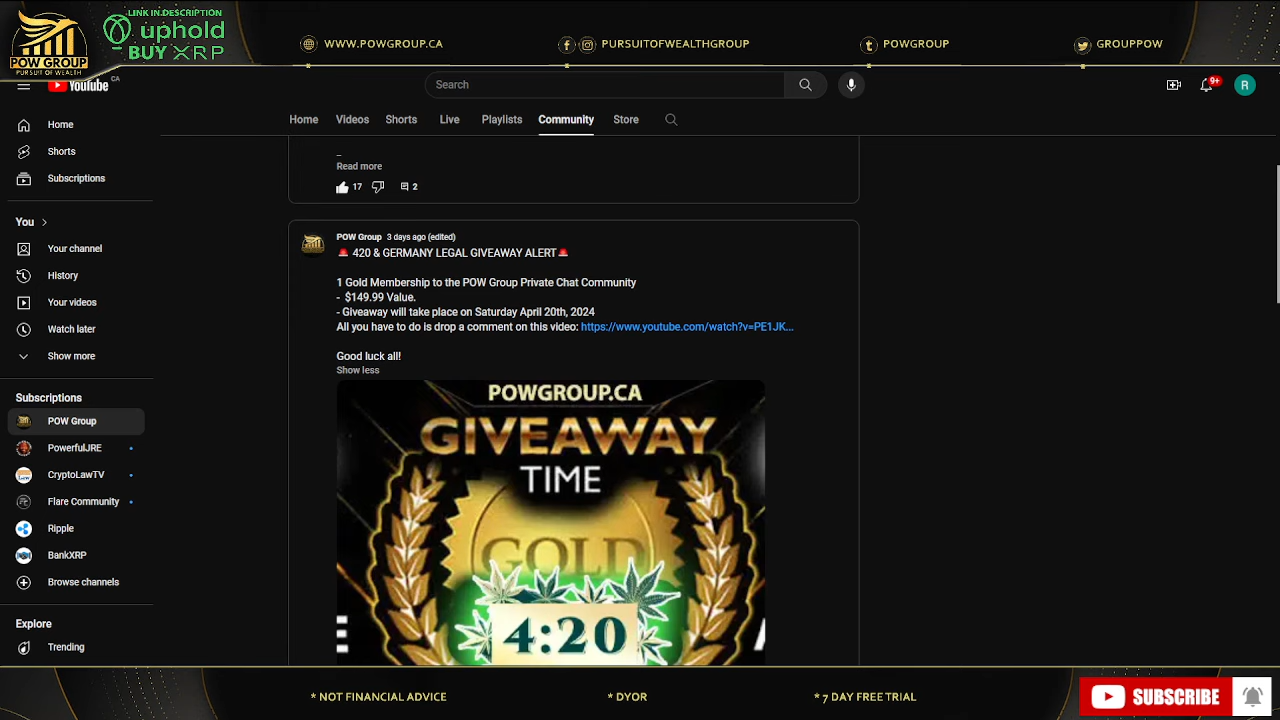 LINK IN DESCRIPTION
uphold
BUY XRP
POW GROUP
PURSUIT OF WEALTH
WWW.POWGROUP.CA
PURSUITOFWEALTHGROUP
POWGROUP
GROUPPOW
YouTube CA
Search
9+
R
Home
Videos
Shorts
Live
Playlists
Community
Store
Home
Shorts
Subscriptions
You
Your channel
History
Your videos
Watch later
Show more
Subscriptions
POW Group
PowerfulJRE
CryptoLawTV
Flare Community
Ripple
BankXRP
Browse channels
Explore
Trending
_
Read more
17
2
POW Group 3 days ago (edited)
🚨 420 & GERMANY LEGAL GIVEAWAY ALERT🚨
1 Gold Membership to the POW Group Private Chat Community
- $149.99 Value.
- Giveaway will take place on Saturday April 20th, 2024
All you have to do is drop a comment on this video: https://www.youtube.com/watch?v=PE1JK...
Good luck all!
Show less
POWGROUP.CA
GIVEAWAY
TIME
GOLD
4:20
* NOT FINANCIAL ADVICE
* DYOR
* 7 DAY FREE TRIAL
SUBSCRIBE